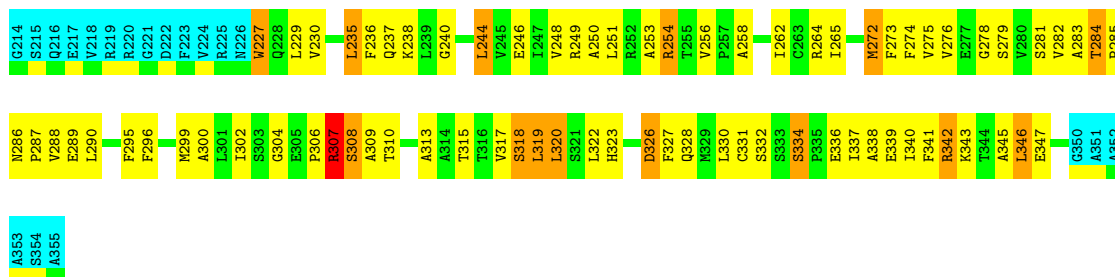 G214 S215 Q216 E217 V218 R219 R220 G221 D222 F223 V224 R225 N226 W227 Q228 L229 V230 L235 F236 Q237 K238 L239 G240 L244 V245 E246 I247 V248 R249 A250 L251 R252 A253 R254 T255 V256 P257 A258 I262 C263 R264 I265 M272 F273 F274 V275 V276 E277 G278 S279 V280 S281 V282 A283 T284
N286 P287 V288 E289 L290 F295 F296 M299 A300 L301 I302 S303 G304 E305 P306 R307 S308 A309 T310 A313 A314 T315 T316 V317 S318 L319 L320 S321 L322 H323 D326 F327 Q328 M329 L330 C331 S332 S333 S334 P335 E336 I337 A338 E339 I340 F341 R342 K343 T344 A345 L346 E347 G350 A351
A353 S354 A355